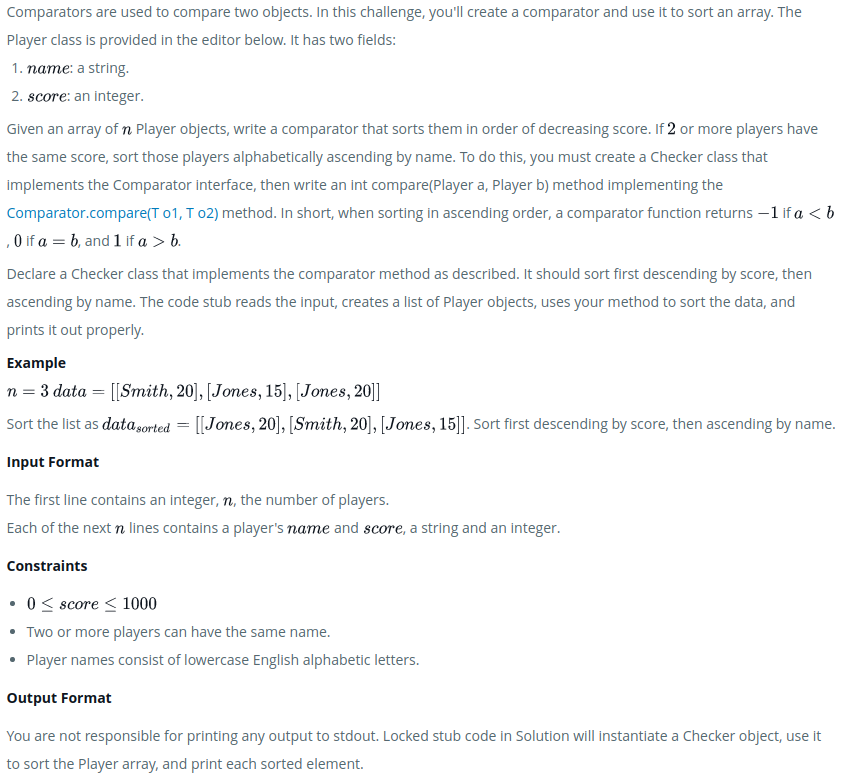 Comparators are used to compare two objects. In this challenge, you'll create a comparator and use it to sort an array. The
Player class is provided in the editor below. It has two fields:
1. name: a string.
2. score: an integer.
Given an array of n Player objects, write a comparator that sorts them in order of decreasing score. If 2 or more players have
the same score, sort those players alphabetically ascending by name. To do this, you must create a Checker class that
implements the Comparator interface, then write an int compare(Player a, Player b) method implementing the
Comparator.compare(T o1, T o2) method. In short, when sorting in ascending order, a comparator function returns −1 if a < b
, 0 if a = b, and 1 if a > b.
Declare a Checker class that implements the comparator method as described. It should sort first descending by score, then
ascending by name. The code stub reads the input, creates a list of Player objects, uses your method to sort the data, and
prints it out properly.
Example
n = 3 data = [[Smith, 20], [Jones, 15], [Jones, 20]]
Sort the list as data_sorted = [[Jones, 20], [Smith, 20], [Jones, 15]]. Sort first descending by score, then ascending by name.
Input Format
The first line contains an integer, n, the number of players.
Each of the next n lines contains a player's name and score, a string and an integer.
Constraints
• 0 ≤ score ≤ 1000
• Two or more players can have the same name.
• Player names consist of lowercase English alphabetic letters.
Output Format
You are not responsible for printing any output to stdout. Locked stub code in Solution will instantiate a Checker object, use it
to sort the Player array, and print each sorted element.